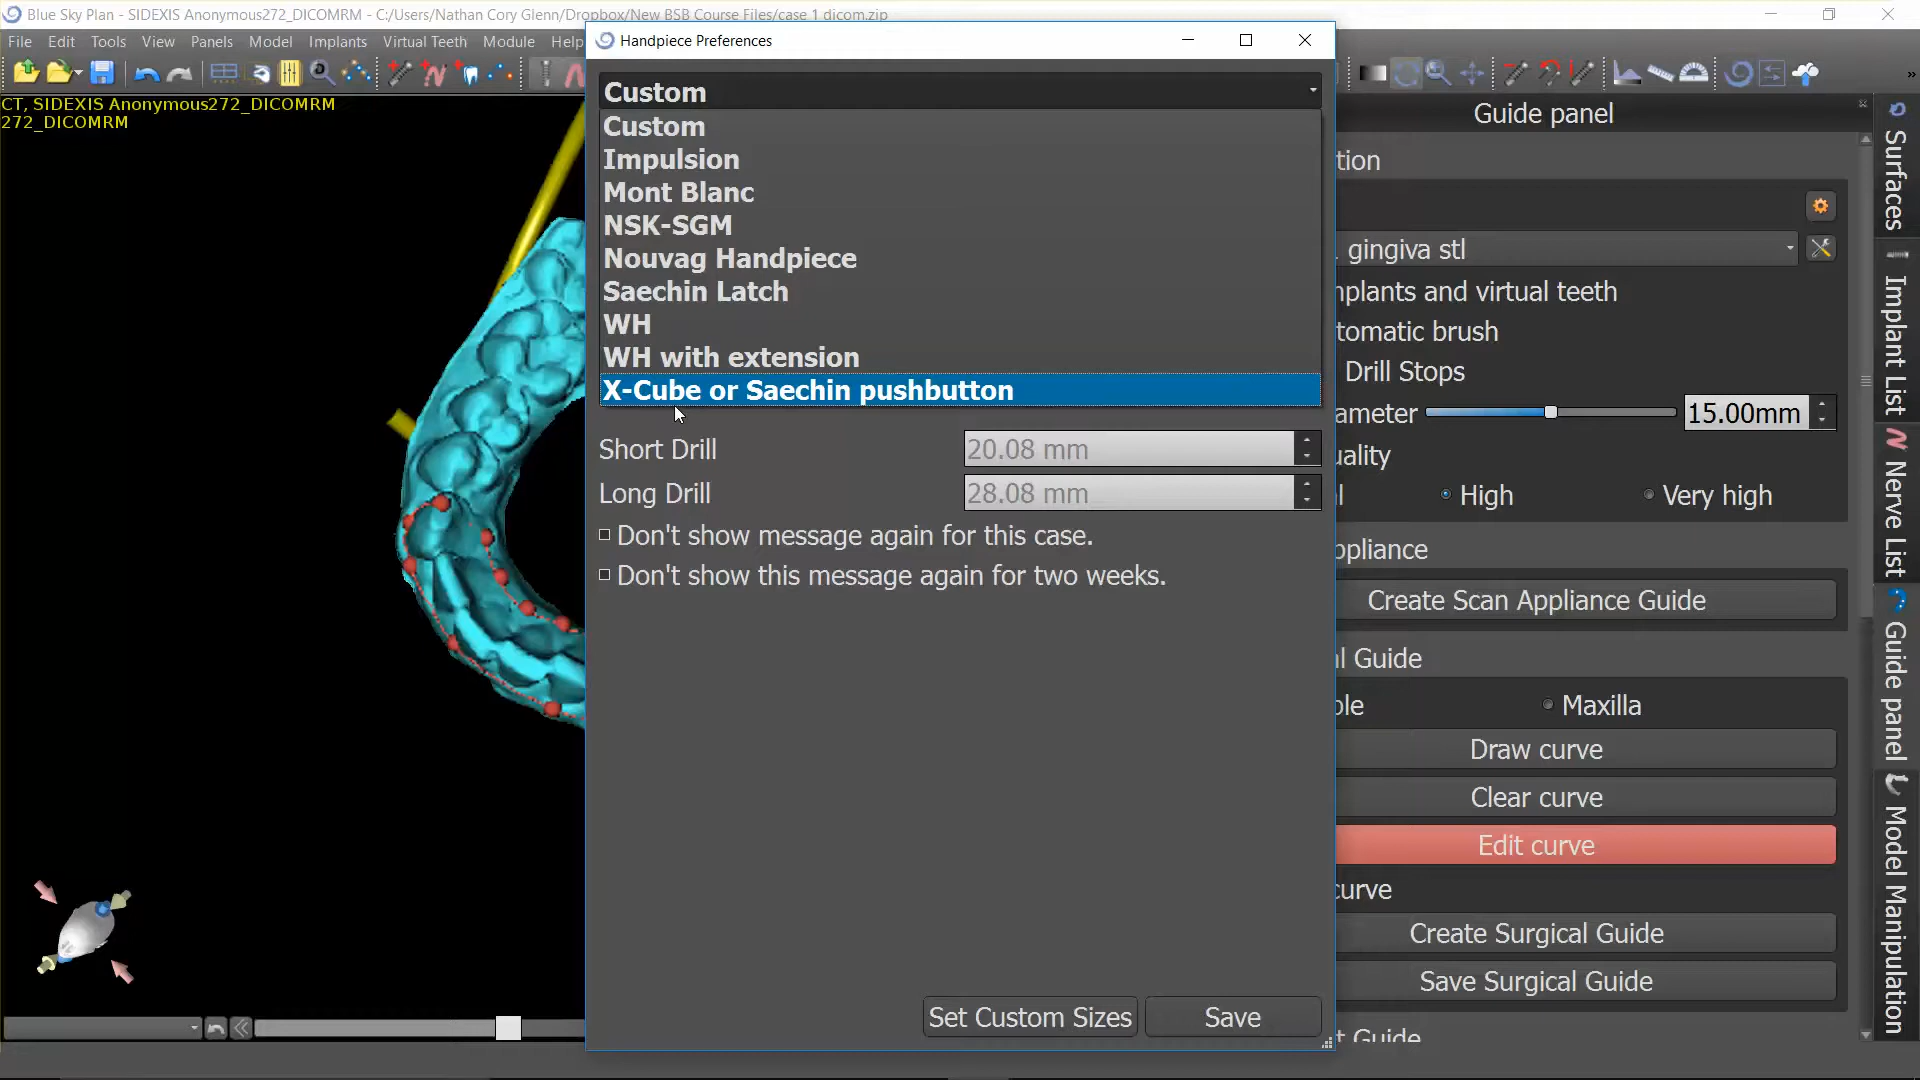 Blue Sky Plan - SIDEXIS Anonymous272_DICOMRM - C:/Users/Nathan Cory Glenn/Dropbox/New BSB Course Files/case 1 dicom.zip
File Edit Tools View Panels Model Implants Virtual Teeth Module Help
CT, SIDEXIS Anonymous272_DICOMRM
272_DICOMRM
Handpiece Preferences
Custom
Custom
Impulsion
Mont Blanc
NSK-SGM
Nouvag Handpiece
Saechin Latch
WH
WH with extension
X-Cube or Saechin pushbutton
Short Drill 20.08 mm
Long Drill 28.08 mm
Don't show message again for this case.
Don't show this message again for two weeks.
Set Custom Sizes Save
Guide panel
tion
gingiva stl
nplants and virtual teeth
tomatic brush
Drill Stops
ameter 15.00mm
uality
l High Very high
ppliance
Create Scan Appliance Guide
al Guide
ble Maxilla
Draw curve
Clear curve
Edit curve
curve
Create Surgical Guide
Save Surgical Guide
t Guide
Surfaces
Implant List
Nerve List
Guide panel
Model Manipulation